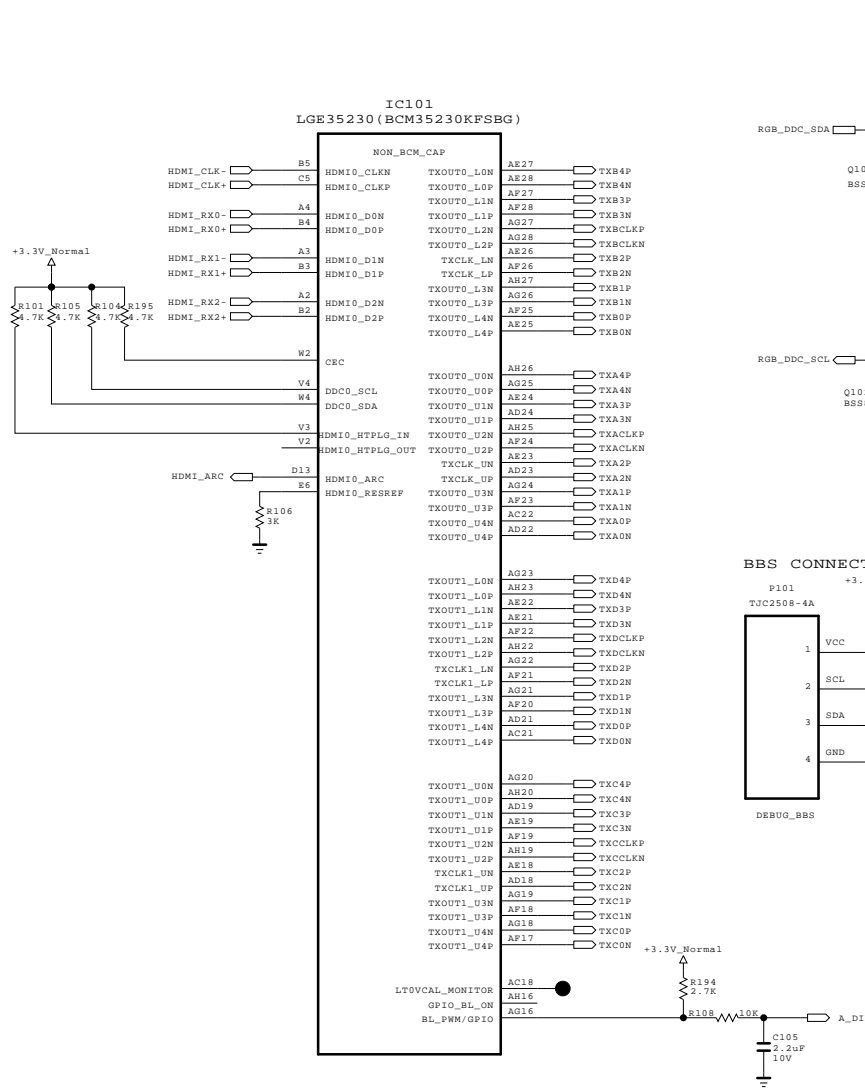 IC101
LGE35230(BCM35230KFSBG)
NON_BCM_CAP
HDMI_CLK- B5 HDMI0_CLKN
HDMI_CLK+ C5 HDMI0_CLKP
HDMI_RX0- A4 HDMI0_D0N
HDMI_RX0+ B4 HDMI0_D0P
HDMI_RX1- A3 HDMI0_D1N
HDMI_RX1+ B3 HDMI0_D1P
HDMI_RX2- A2 HDMI0_D2N
HDMI_RX2+ B2 HDMI0_D2P
+3.3V_Normal
R101 R105 R104 R195
4.7K 4.7K 4.7K 4.7K
W2 CEC
V4 DDC0_SCL
W4 DDC0_SDA
V3 HDMI0_HTPLG_IN
V2 HDMI0_HTPLG_OUT
HDMI_ARC D13 HDMI0_ARC
E6 HDMI0_RESREF
R106
3K
TXOUT0_L0N AE27 TXB4P
TXOUT0_L0P AE28 TXB4N
TXOUT0_L1N AF27 TXB3P
TXOUT0_L1P AF28 TXB3N
TXOUT0_L2N AG27 TXBCLKP
TXOUT0_L2P AG28 TXBCLKN
TXCLK_LN AE26 TXB2P
TXCLK_LP AF26 TXB2N
TXOUT0_L3N AH27 TXB1P
TXOUT0_L3P AG26 TXB1N
TXOUT0_L4N AF25 TXB0P
TXOUT0_L4P AE25 TXB0N
TXOUT0_U0N AH26 TXA4P
TXOUT0_U0P AG25 TXA4N
TXOUT0_U1N AE24 TXA3P
TXOUT0_U1P AD24 TXA3N
TXOUT0_U2N AH25 TXACLKP
TXOUT0_U2P AF24 TXACLKN
TXCLK_UN AE23 TXA2P
TXCLK_UP AD23 TXA2N
TXOUT0_U3N AG24 TXA1P
TXOUT0_U3P AF23 TXA1N
TXOUT0_U4N AC22 TXA0P
TXOUT0_U4P AD22 TXA0N
TXOUT1_L0N AG23 TXD4P
TXOUT1_L0P AH23 TXD4N
TXOUT1_L1N AE22 TXD3P
TXOUT1_L1P AE21 TXD3N
TXOUT1_L2N AF22 TXDCLKP
TXOUT1_L2P AH22 TXDCLKN
TXCLK1_LN AG22 TXD2P
TXCLK1_LP AF21 TXD2N
TXOUT1_L3N AG21 TXD1P
TXOUT1_L3P AF20 TXD1N
TXOUT1_L4N AD21 TXD0P
TXOUT1_L4P AC21 TXD0N
TXOUT1_U0N AG20 TXC4P
TXOUT1_U0P AH20 TXC4N
TXOUT1_U1N AD19 TXC3P
TXOUT1_U1P AE19 TXC3N
TXOUT1_U2N AF19 TXCCLKP
TXOUT1_U2P AH19 TXCCLKN
TXCLK1_UN AE18 TXC2P
TXCLK1_UP AD18 TXC2N
TXOUT1_U3N AG19 TXC1P
TXOUT1_U3P AF18 TXC1N
TXOUT1_U4N AG18 TXC0P
TXOUT1_U4P AF17 TXC0N
LT0VCAL_MONITOR AC18
GPIO_BL_ON AH16
BL_PWM/GPIO AG16
+3.3V_Normal
R194
2.7K
R108 10K
A_DI
C105
2.2uF
10V
RGB_DDC_SDA
Q10
BSS
RGB_DDC_SCL
Q10
BSS
BBS CONNECT
+3.
P101
TJC2508-4A
1 VCC
2 SCL
3 SDA
4 GND
DEBUG_BBS